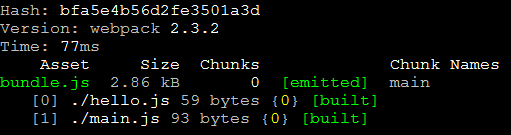 Hash: bfa5e4b56d2fe3501a3d
Version: webpack 2.3.2
Time: 77ms
    Asset     Size  Chunks             Chunk Names
bundle.js  2.86 kB       0  [emitted]  main
   [0] ./hello.js 59 bytes {0} [built]
   [1] ./main.js 93 bytes {0} [built]